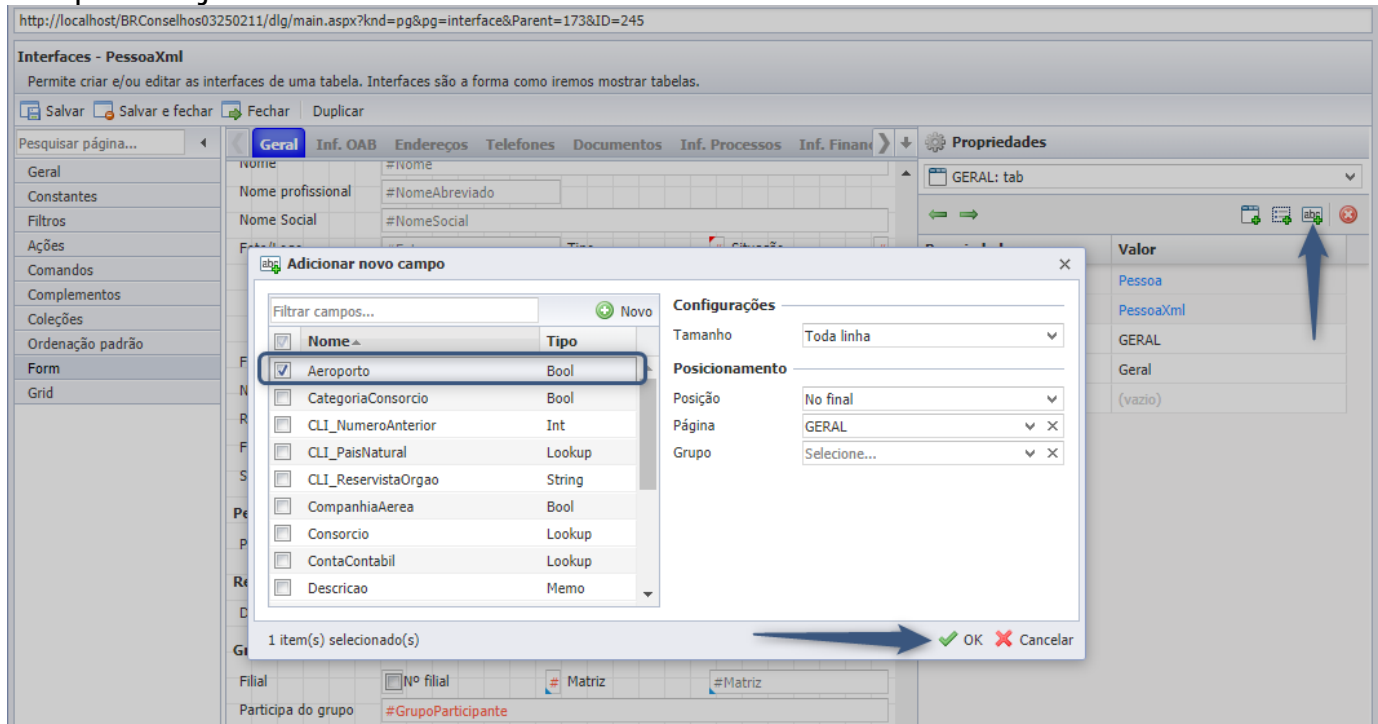 http://localhost/BRConselhos03250211/dlg/main.aspx?knd=pg&pg=interface&Parent=173&ID=245
Interfaces - PessoaXml
Permite criar e/ou editar as interfaces de uma tabela. Interfaces são a forma como iremos mostrar tabelas.
Salvar Salvar e fechar Fechar Duplicar
Pesquisar página...
Geral
Constantes
Filtros
Ações
Comandos
Complementos
Coleções
Ordenação padrão
Form
Grid
Geral Inf. OAB Endereços Telefones Documentos Inf. Processos Inf. Finan
Nome #Nome
Nome profissional #NomeAbreviado
Nome Social #NomeSocial
Tipo Situação
Adicionar novo campo
Filtrar campos... Novo
Nome Tipo
Aeroporto Bool
CategoriaConsorcio Bool
CLI_NumeroAnterior Int
CLI_PaisNatural Lookup
CLI_ReservistaOrgao String
CompanhiaAerea Bool
Consorcio Lookup
ContaContabil Lookup
Descricao Memo
Configurações
Tamanho Toda linha
Posicionamento
Posição No final
Página GERAL
Grupo Selecione...
1 item(s) selecionado(s)
OK Cancelar
Filial Nº filial # Matriz #Matriz
Participa do grupo #GrupoParticipante
Propriedades
GERAL: tab
Valor
Pessoa
PessoaXml
GERAL
Geral
(vazio)